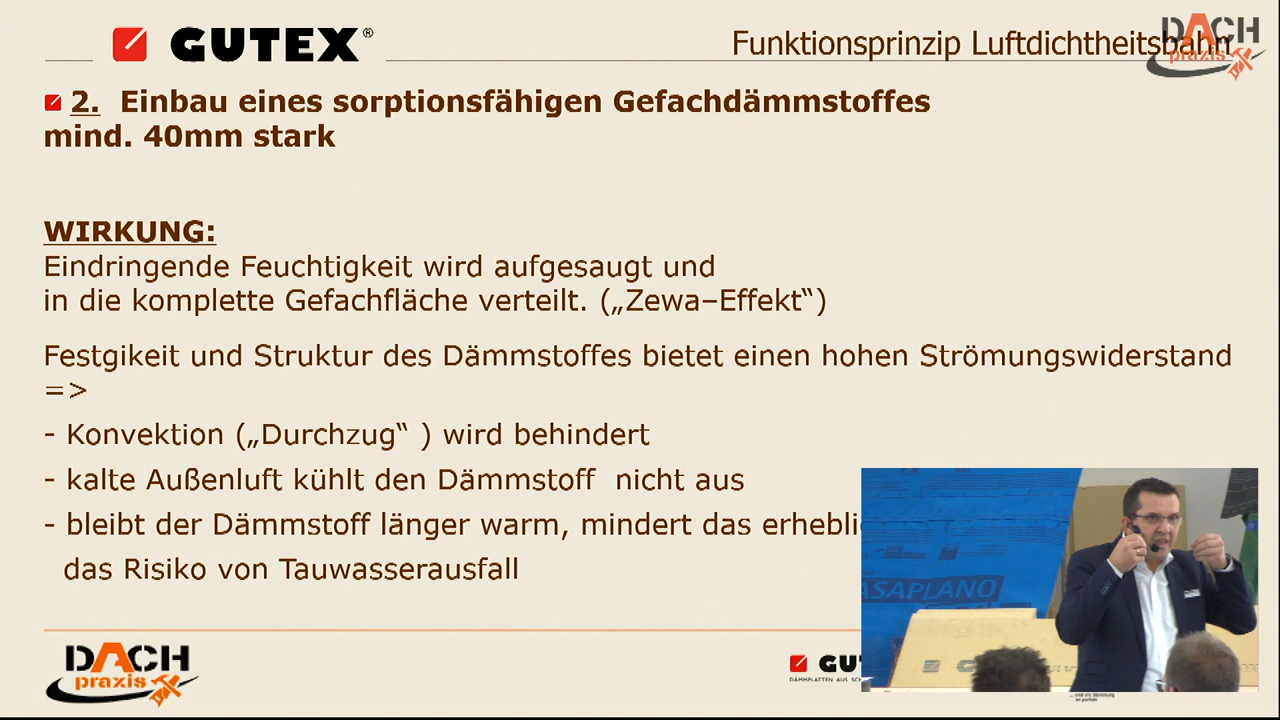 GUTEX®
Funktionsprinzip Luftdichtheitsbahn
DACH
praxis
2. Einbau eines sorptionsfähigen Gefachdämmstoffes
mind. 40mm stark
WIRKUNG:
Eindringende Feuchtigkeit wird aufgesaugt und
in die komplette Gefachfläche verteilt. („Zewa–Effekt“)
Festgikeit und Struktur des Dämmstoffes bietet einen hohen Strömungswiderstand
=>
- Konvektion („Durchzug“ ) wird behindert
- kalte Außenluft kühlt den Dämmstoff nicht aus
- bleibt der Dämmstoff länger warm, mindert das
das Risiko von Tauwasserausfall
DACH
praxis
DÄMMPLATTEN AUS